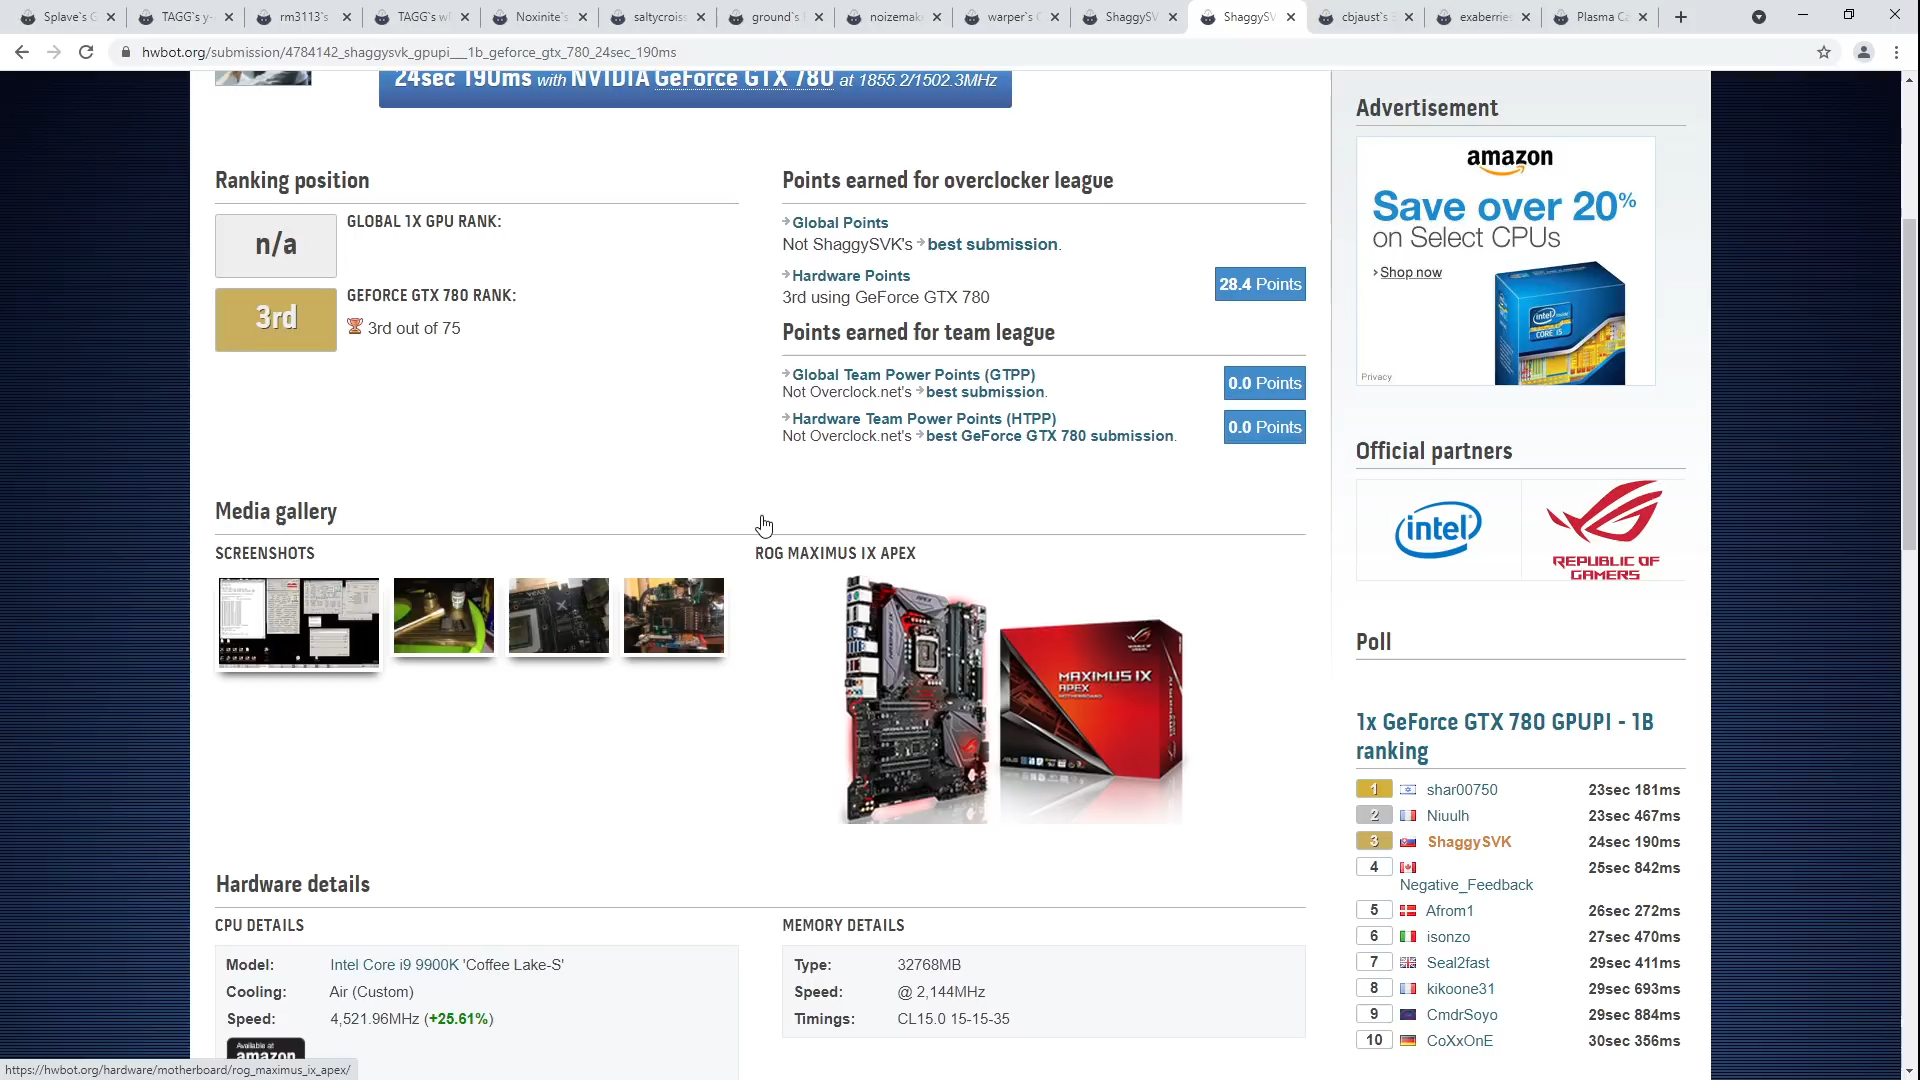 Splave`s G
TAGG`s y-
rm3113`s
TAGG`s wl
Noxinite`s
saltycrois
ground`s
noizemak
warper`s
ShaggySV
ShaggySV
cbjaust`s
exaberrie
Plasma C
hwbot.org/submission/4784142_shaggysvk_gpupi___1b_geforce_gtx_780_24sec_190ms
24sec 190ms with NVIDIA GeForce GTX 780 at 1855.2/1502.3MHz
Ranking position
n/a
GLOBAL 1X GPU RANK:
3rd
GEFORCE GTX 780 RANK:
3rd out of 75
Points earned for overclocker league
Global Points
Not ShaggySVK's best submission.
Hardware Points
3rd using GeForce GTX 780
28.4 Points
Points earned for team league
Global Team Power Points (GTPP)
Not Overclock.net's best submission.
0.0 Points
Hardware Team Power Points (HTPP)
Not Overclock.net's best GeForce GTX 780 submission.
0.0 Points
Media gallery
SCREENSHOTS
ROG MAXIMUS IX APEX
MAXIMUS IX
APEX
Hardware details
CPU DETAILS
Model: Intel Core i9 9900K 'Coffee Lake-S'
Cooling: Air (Custom)
Speed: 4,521.96MHz (+25.61%)
Available at
amazon
MEMORY DETAILS
Type: 32768MB
Speed: @ 2,144MHz
Timings: CL15.0 15-15-35
Advertisement
amazon
Save over 20%
on Select CPUs
Shop now
intel
CORE i5
Privacy
Official partners
intel
REPUBLIC OF
GAMERS
Poll
1x GeForce GTX 780 GPUPI - 1B
ranking
1 shar00750 23sec 181ms
2 Niuulh 23sec 467ms
3 ShaggySVK 24sec 190ms
4 Negative_Feedback 25sec 842ms
5 Afrom1 26sec 272ms
6 isonzo 27sec 470ms
7 Seal2fast 29sec 411ms
8 kikoone31 29sec 693ms
9 CmdrSoyo 29sec 884ms
10 CoXxOnE 30sec 356ms
https://hwbot.org/hardware/motherboard/rog_maximus_ix_apex/